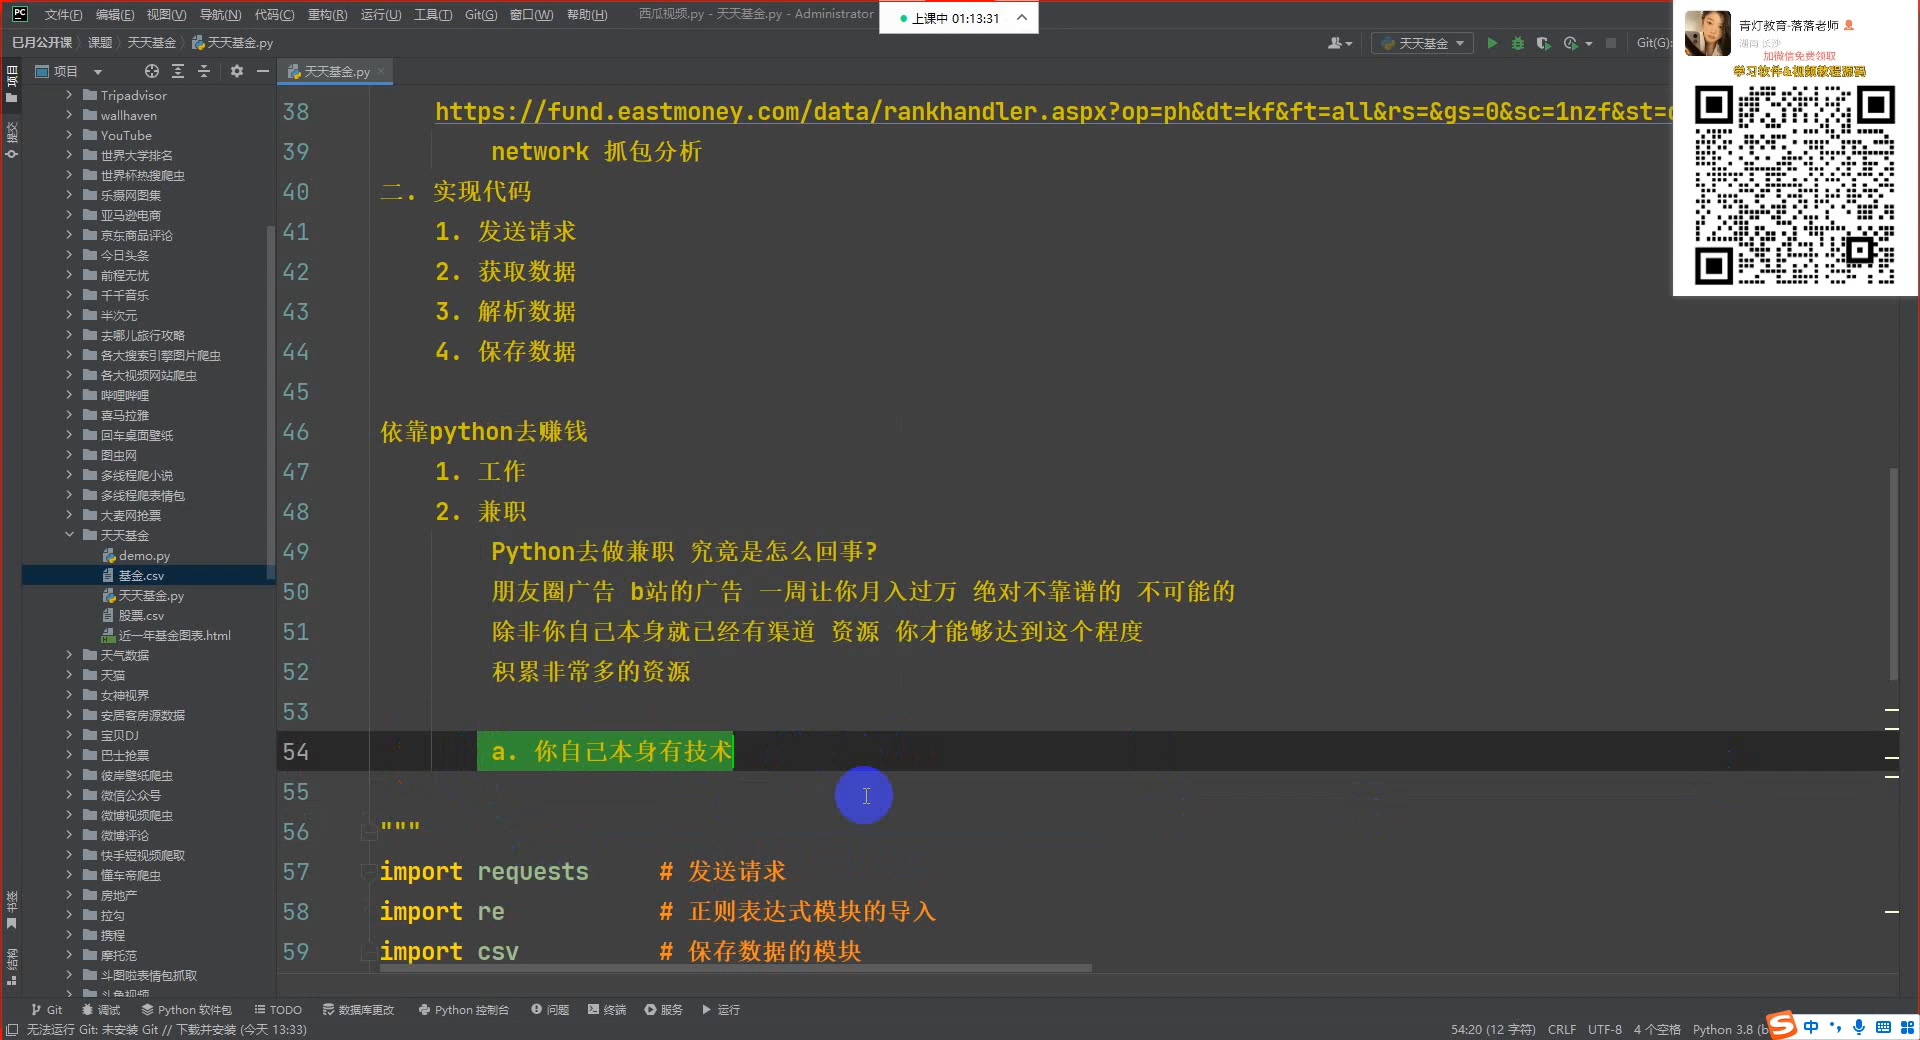 文件(F) 编辑(E) 视图(V) 导航(N) 代码(C) 重构(R) 运行(U) 工具(T) Git(G) 窗口(W) 帮助(H) 西瓜视频.py - 天天基金.py - Administrator
上课中 01:13:31
巳月公开课 课题 天天基金 天天基金.py
天天基金
Git(G):
青灯教育-落落老师
湖南 长沙
加微信免费领取
学习软件&视频教程源码
项目
天天基金.py
项目
提交
书签
结构
Tripadvisor
wallhaven
YouTube
世界大学排名
世界杯热搜爬虫
乐摄网图集
亚马逊电商
京东商品评论
今日头条
前程无忧
千千音乐
半次元
去哪儿旅行攻略
各大搜索引擎图片爬虫
各大视频网站爬虫
哔哩哔哩
喜马拉雅
回车桌面壁纸
图虫网
多线程爬小说
多线程爬表情包
大麦网抢票
天天基金
demo.py
基金.csv
天天基金.py
股票.csv
近一年基金图表.html
天气数据
天猫
女神视界
安居客房源数据
宝贝DJ
巴士抢票
彼岸壁纸爬虫
微信公众号
微博视频爬虫
微博评论
快手短视频爬取
懂车帝爬虫
房地产
拉勾
携程
摩托范
斗图啦表情包抓取
斗鱼视频
38 https://fund.eastmoney.com/data/rankhandler.aspx?op=ph&dt=kf&ft=all&rs=&gs=0&sc=1nzf&st=
39 network 抓包分析
40 二. 实现代码
41 1. 发送请求
42 2. 获取数据
43 3. 解析数据
44 4. 保存数据
45
46 依靠python去赚钱
47 1. 工作
48 2. 兼职
49 Python去做兼职 究竟是怎么回事?
50 朋友圈广告 b站的广告 一周让你月入过万 绝对不靠谱的 不可能的
51 除非你自己本身就已经有渠道 资源 你才能够达到这个程度
52 积累非常多的资源
53
54 a. 你自己本身有技术
55
56 """
57 import requests # 发送请求
58 import re # 正则表达式模块的导入
59 import csv # 保存数据的模块
Git 调试 Python 软件包 TODO 数据库更改 Python 控制台 问题 终端 服务 运行
无法运行 Git: 未安装 Git // 下载并安装 (今天 13:33)
54:20 (12 字符) CRLF UTF-8 4 个空格 Python 3.8 (b
中